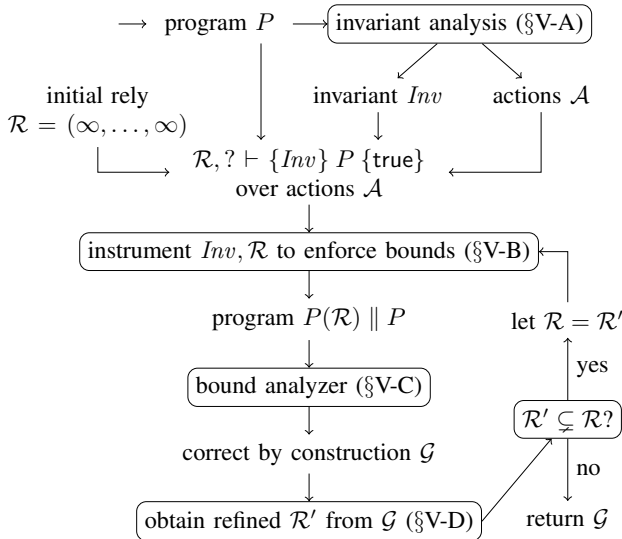 program P
invariant analysis (§V-A)
initial rely
ℛ = (∞, . . . , ∞)
invariant Inv
actions 𝒜
ℛ, ? ⊢ {Inv} P {true}
over actions 𝒜
instrument Inv, ℛ to enforce bounds (§V-B)
program P(ℛ) ∥ P
let ℛ = ℛ′
bound analyzer (§V-C)
yes
ℛ′ ⊊ ℛ?
correct by construction 𝒢
no
obtain refined ℛ′ from 𝒢 (§V-D)
return 𝒢